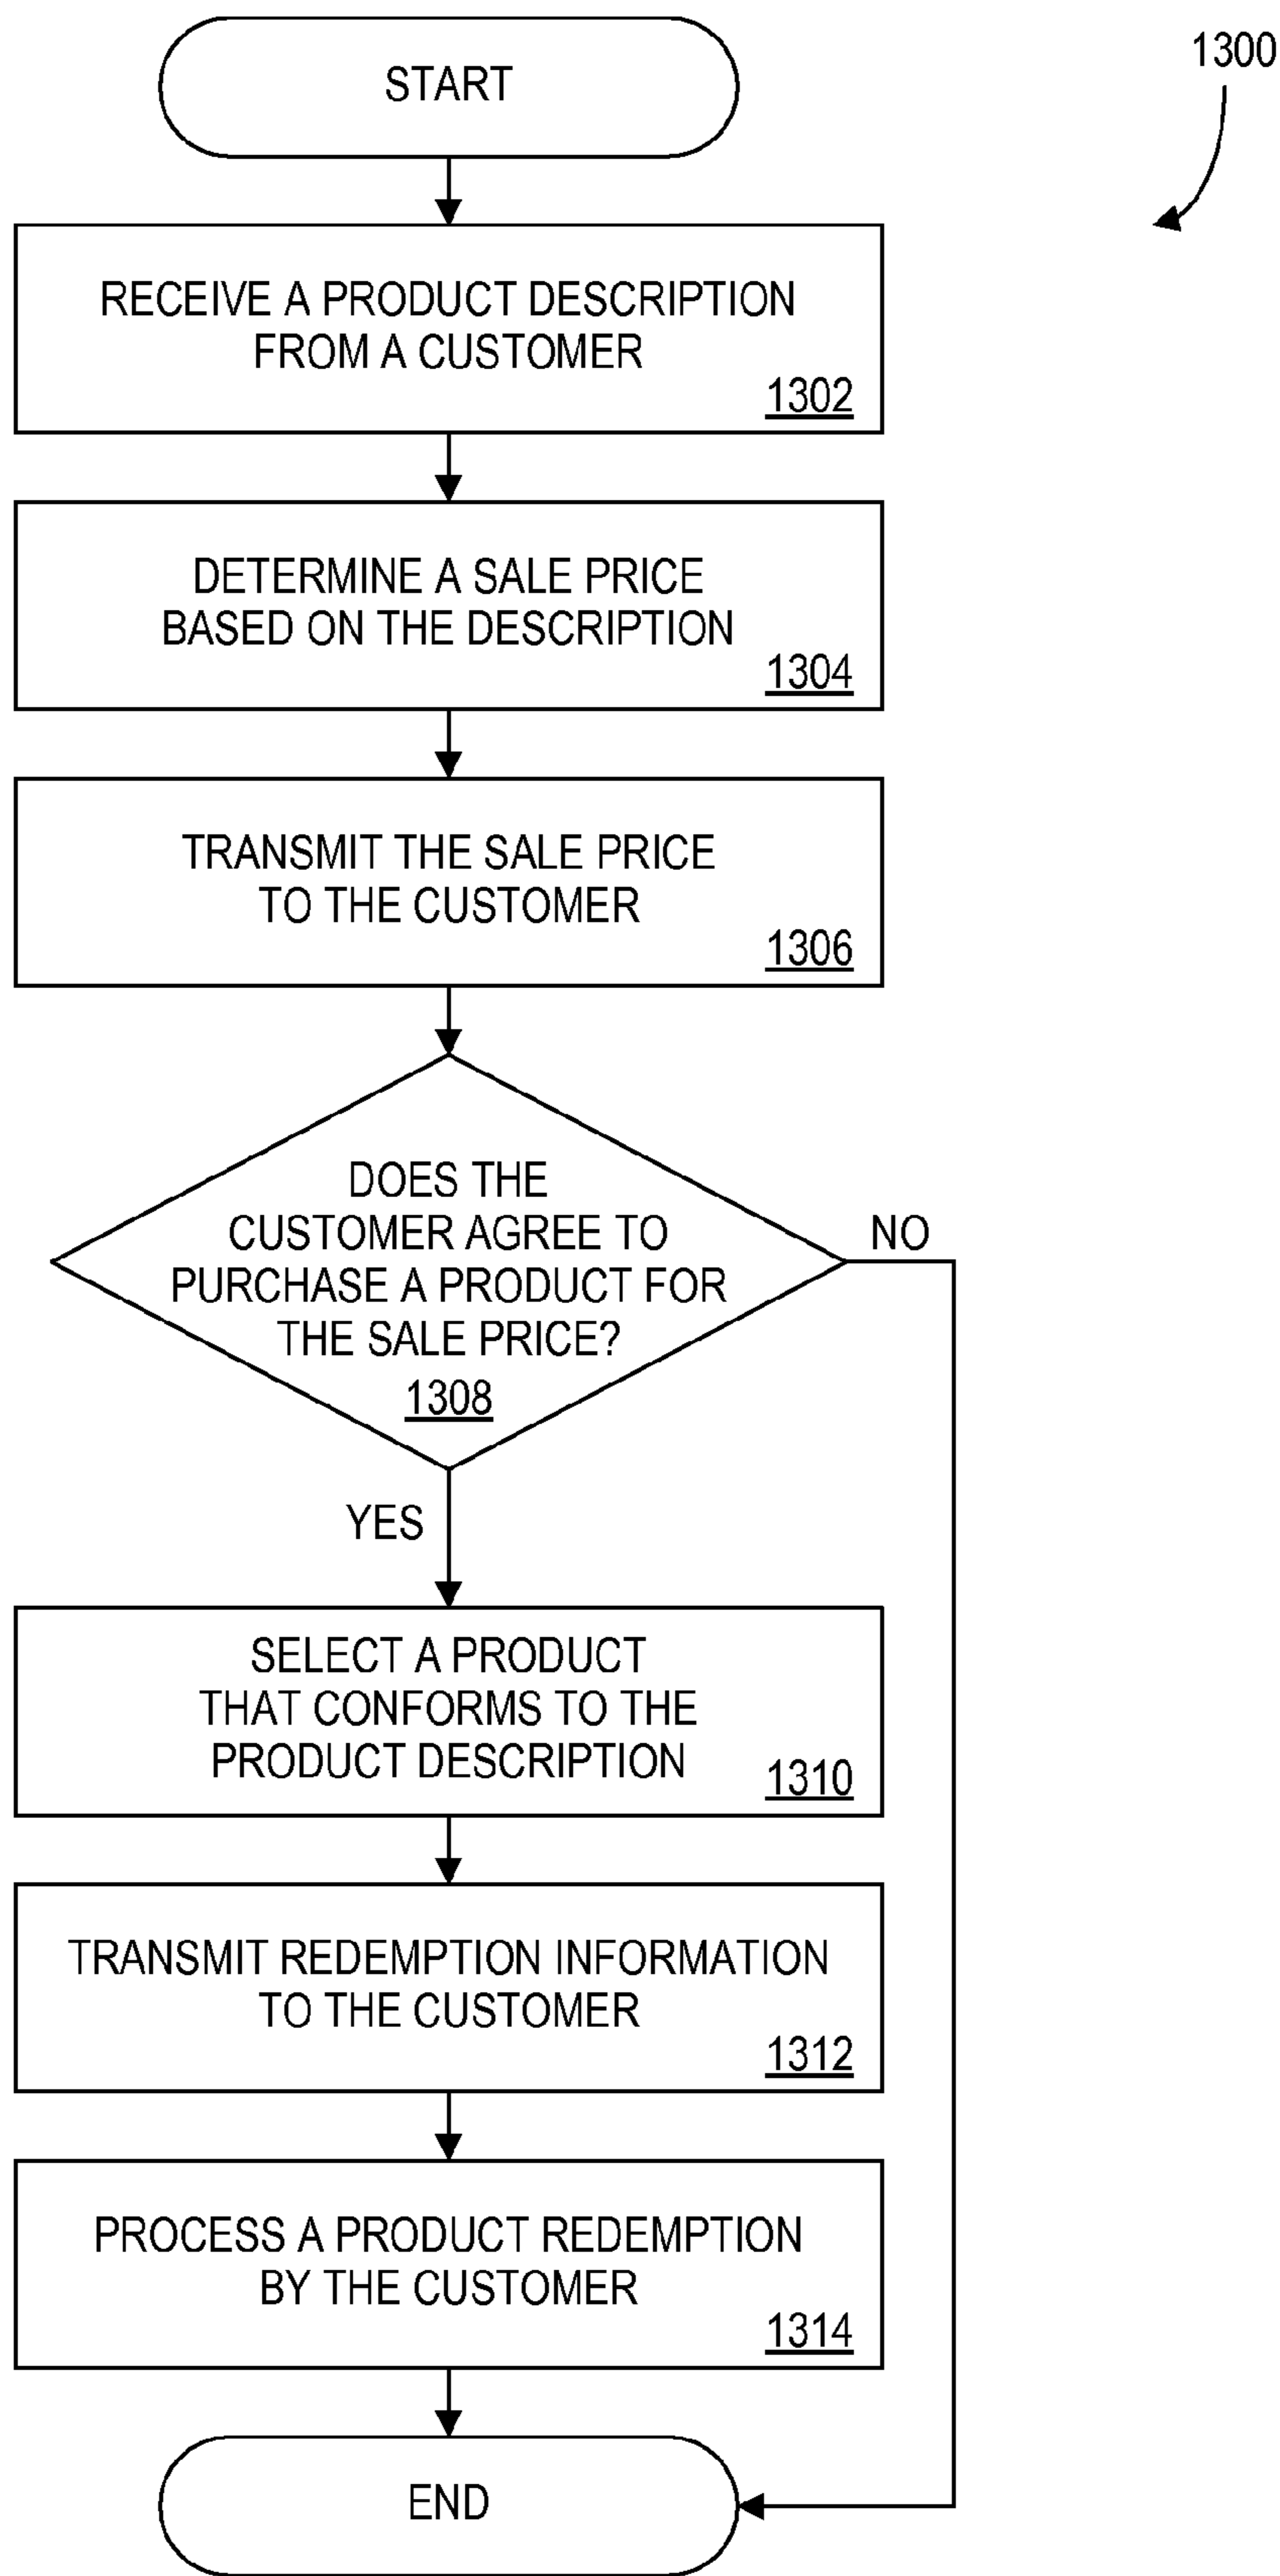 START
1300
RECEIVE A PRODUCT DESCRIPTION
FROM A CUSTOMER
1302
DETERMINE A SALE PRICE
BASED ON THE DESCRIPTION
1304
TRANSMIT THE SALE PRICE
TO THE CUSTOMER
1306
DOES THE
CUSTOMER AGREE TO
PURCHASE A PRODUCT FOR
THE SALE PRICE?
1308
NO
YES
SELECT A PRODUCT
THAT CONFORMS TO THE
PRODUCT DESCRIPTION
1310
TRANSMIT REDEMPTION INFORMATION
TO THE CUSTOMER
1312
PROCESS A PRODUCT REDEMPTION
BY THE CUSTOMER
1314
END